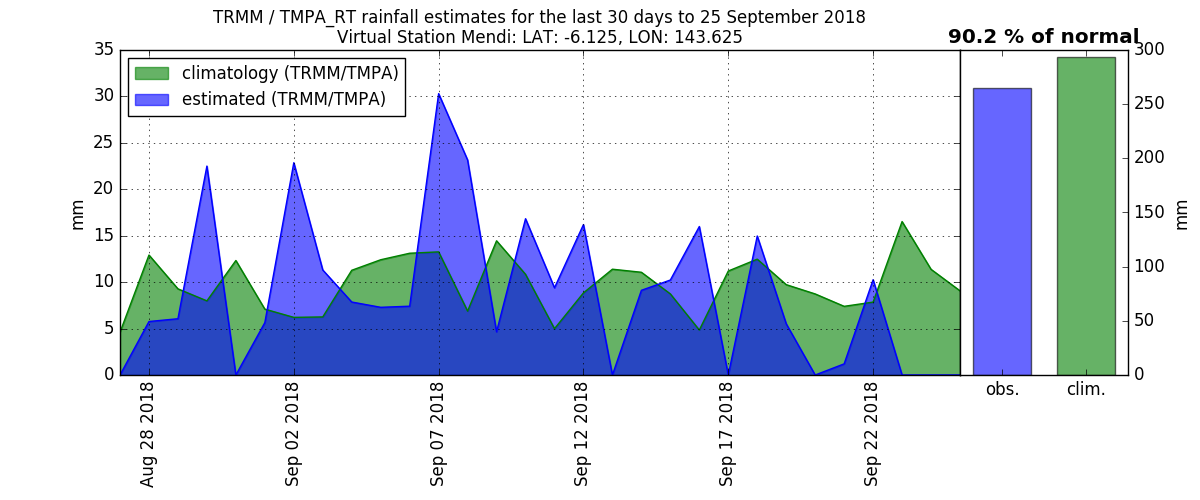 TRMM / TMPA_RT rainfall estimates for the last 30 days to 25 September 2018
Virtual Station Mendi: LAT: -6.125, LON: 143.625
90.2 % of normal
climatology (TRMM/TMPA)
estimated (TRMM/TMPA)
mm
35
30
25
20
15
10
5
0
Aug 28 2018
Sep 02 2018
Sep 07 2018
Sep 12 2018
Sep 17 2018
Sep 22 2018
obs.
clim.
300
250
200
150
100
50
0
mm